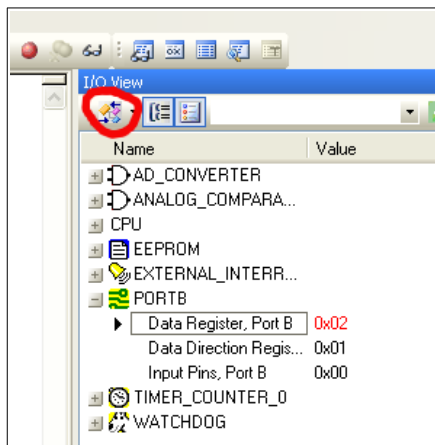 ox
I/O View
Name Value
AD_CONVERTER
ANALOG_COMPARA...
CPU
EEPROM
EXTERNAL_INTERR...
PORTB
Data Register, Port B 0x02
Data Direction Regis... 0x01
Input Pins, Port B 0x00
TIMER_COUNTER_0
WATCHDOG